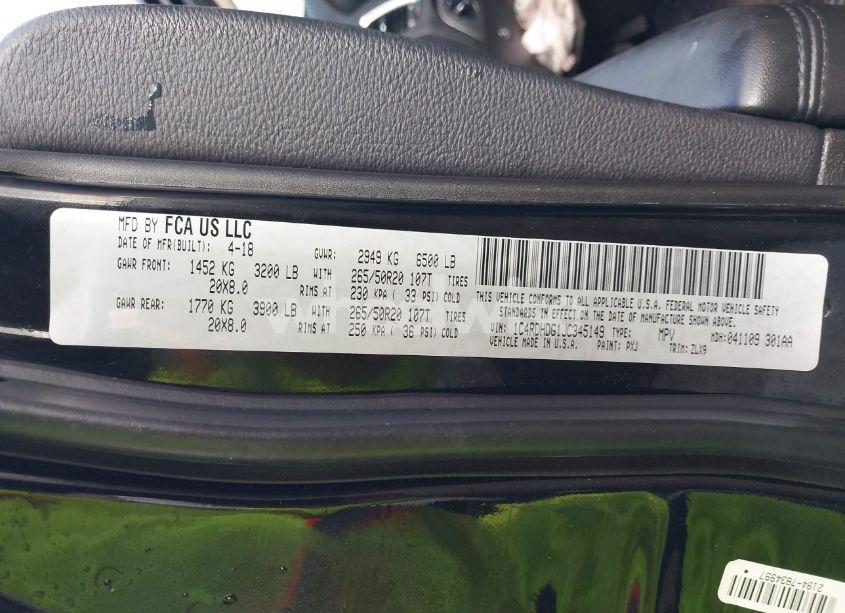 MFD BY FCA US LLC
DATE OF MFR(BUILT): 4-18 GVWR: 2949 KG 6500 LB
GAWR FRONT: 1452 KG 3200 LB WITH 265/50R20 107T TIRES
20X8.0 RIMS AT 230 KPA ( 33 PSI) COLD
GAWR REAR: 1770 KG 3900 LB WITH 265/50R20 107T TIRES
20X8.0 RIMS AT 250 KPA ( 36 PSI) COLD
THIS VEHICLE CONFORMS TO ALL APPLICABLE U.S.A. FEDERAL MOTOR VEHICLE SAFETY
STANDARDS IN EFFECT ON THE DATE OF MANUFACTURE SHOWN ABOVE.
VIN: 1C4RDHDG1JC345149 TYPE: MPV MDH: 041109 301AA
VEHICLE MADE IN U.S.A. PAINT: PXJ TRIM: ZLX9
2194-7834997